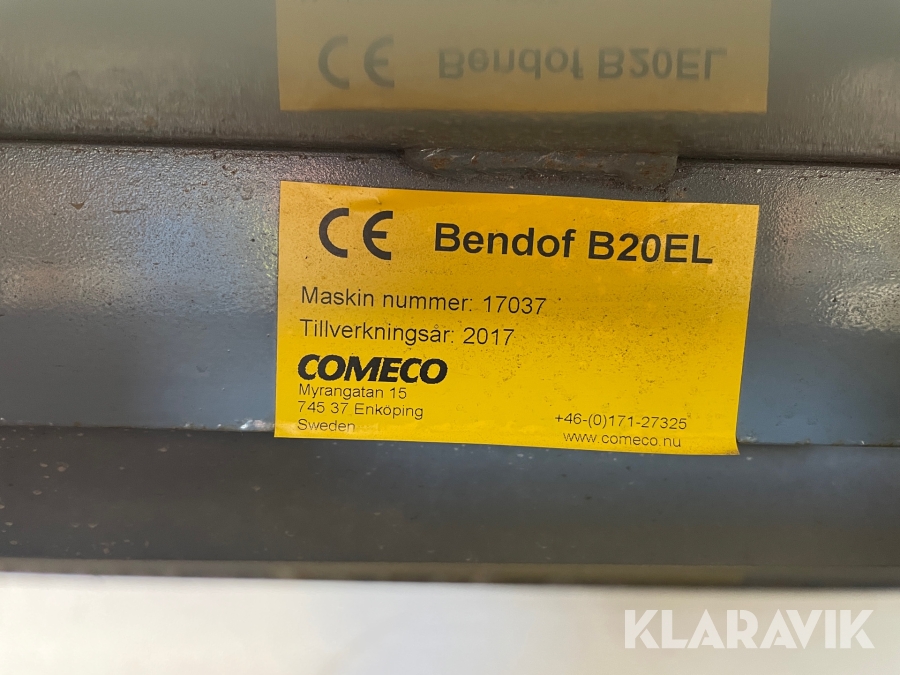 CE Bendof B20EL
CE Bendof B20EL
Maskin nummer: 17037
Tillverkningsår: 2017
COMECO
Myrangatan 15
745 37 Enköping
Sweden
+46-(0)171-27325
www.comeco.nu
KLARAVIK